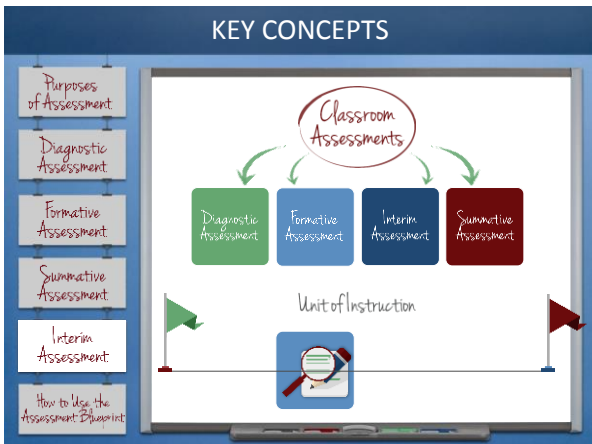 KEY CONCEPTS
Purposes
of Assessment
Diagnostic
Assessment
Formative
Assessment
Summative
Assessment
Interim
Assessment
How to Use the
Assessment Blueprint
Classroom
Assessments
Diagnostic
Assessment
Formative
Assessment
Interim
Assessment
Summative
Assessment
Unit of Instruction